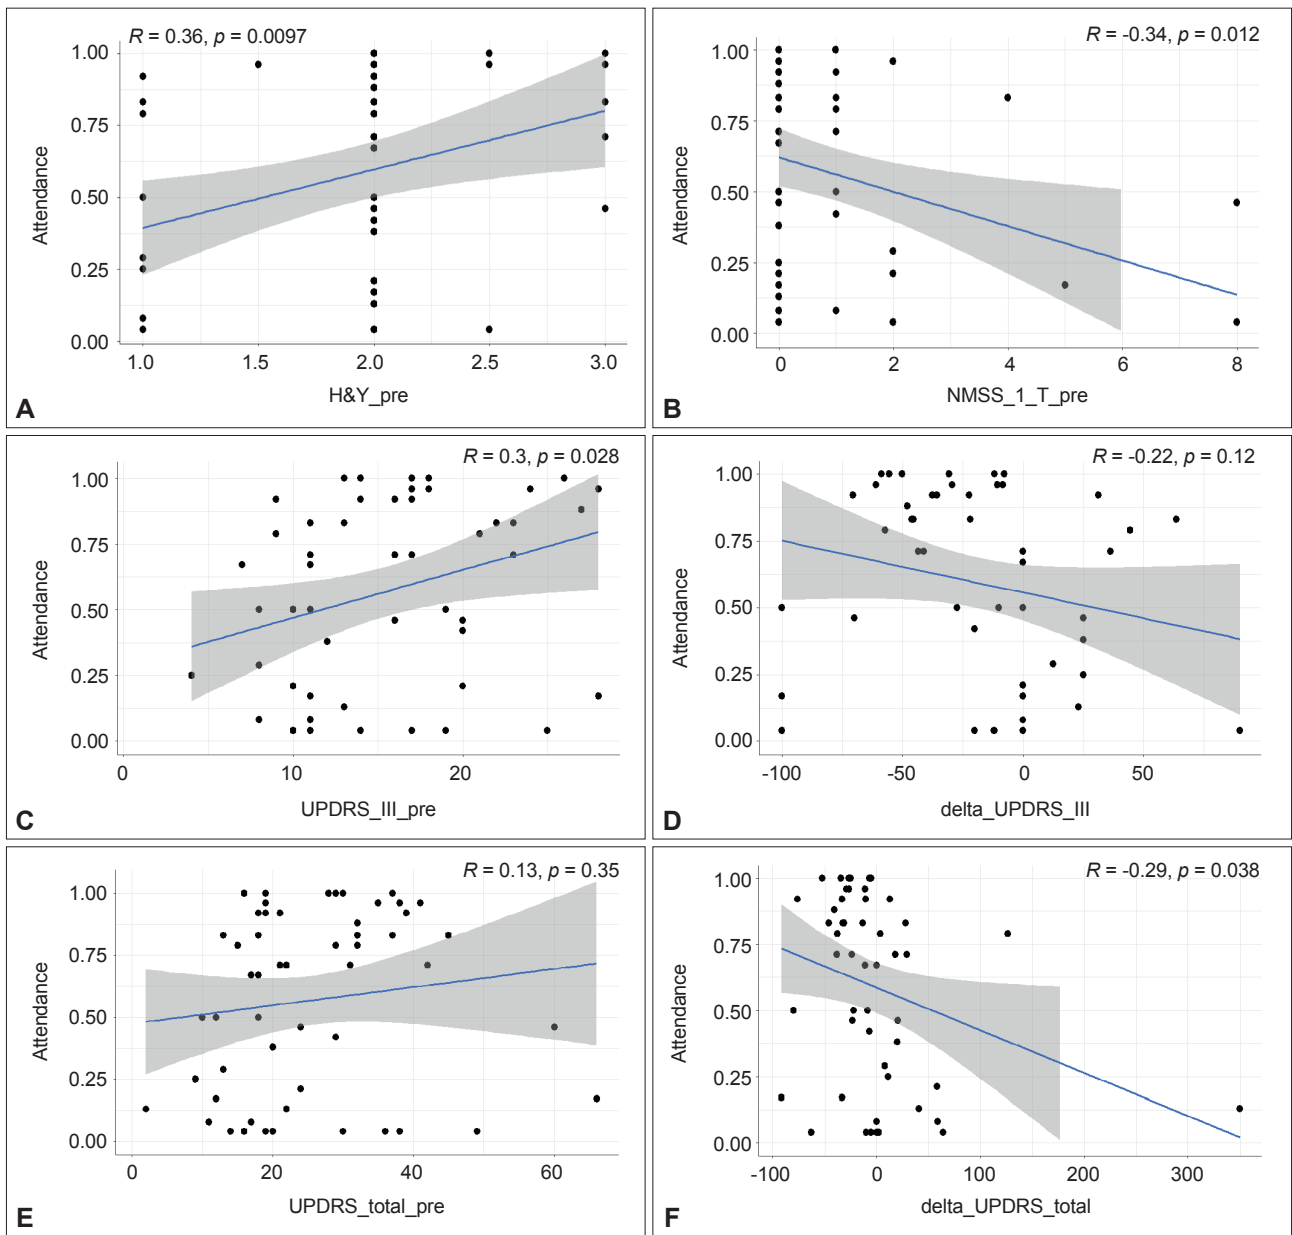 R = 0.36, p = 0.0097
1.00
0.75
0.50
0.25
0.00
Attendance
1.0 1.5 2.0 2.5 3.0
H&Y_pre
A
R = -0.34, p = 0.012
1.00
0.75
0.50
0.25
0.00
Attendance
0 2 4 6 8
NMSS_1_T_pre
B
R = 0.3, p = 0.028
1.00
0.75
0.50
0.25
0.00
Attendance
0 10 20
UPDRS_III_pre
C
R = -0.22, p = 0.12
1.00
0.75
0.50
0.25
0.00
Attendance
-100 -50 0 50
delta_UPDRS_III
D
R = 0.13, p = 0.35
1.00
0.75
0.50
0.25
0.00
Attendance
0 20 40 60
UPDRS_total_pre
E
R = -0.29, p = 0.038
1.00
0.75
0.50
0.25
0.00
Attendance
-100 0 100 200 300
delta_UPDRS_total
F